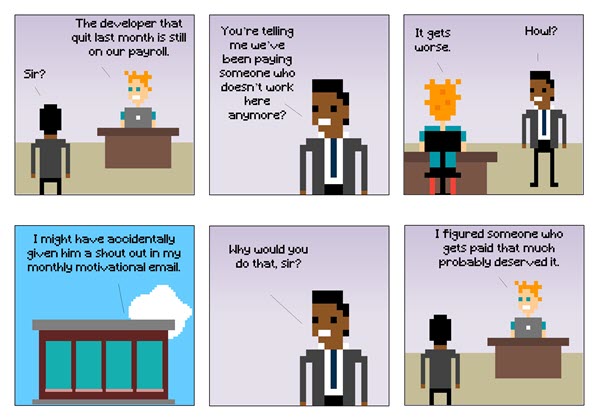 The developer that
quit last month is still
on our payroll.
Sir?
You're telling
me we've
been paying
someone who
doesn't work
here
anymore?
It gets
worse.
How!?
I might have accidentally
given him a shout out in my
monthly motivational email.
Why would you
do that, sir?
I figured someone who
gets paid that much
probably deserved it.